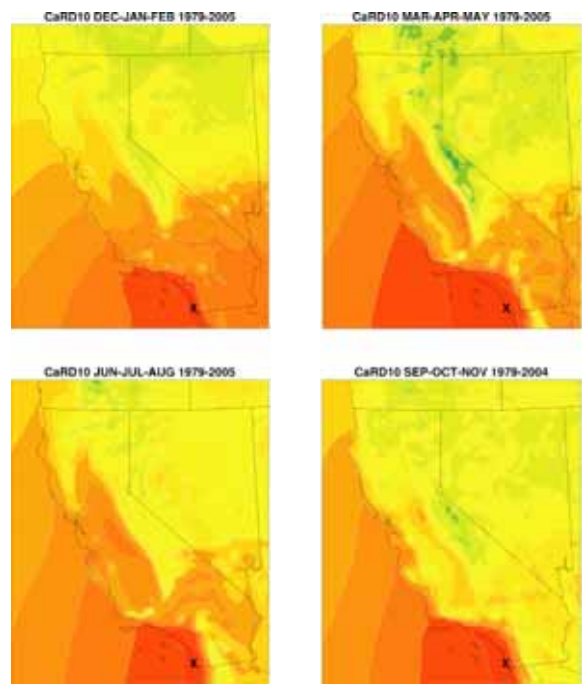 CaRD10 DEC-JAN-FEB 1979-2005
CaRD10 MAR-APR-MAY 1979-2005
X
X
CaRD10 JUN-JUL-AUG 1979-2005
CaRD10 SEP-OCT-NOV 1979-2004
X
X